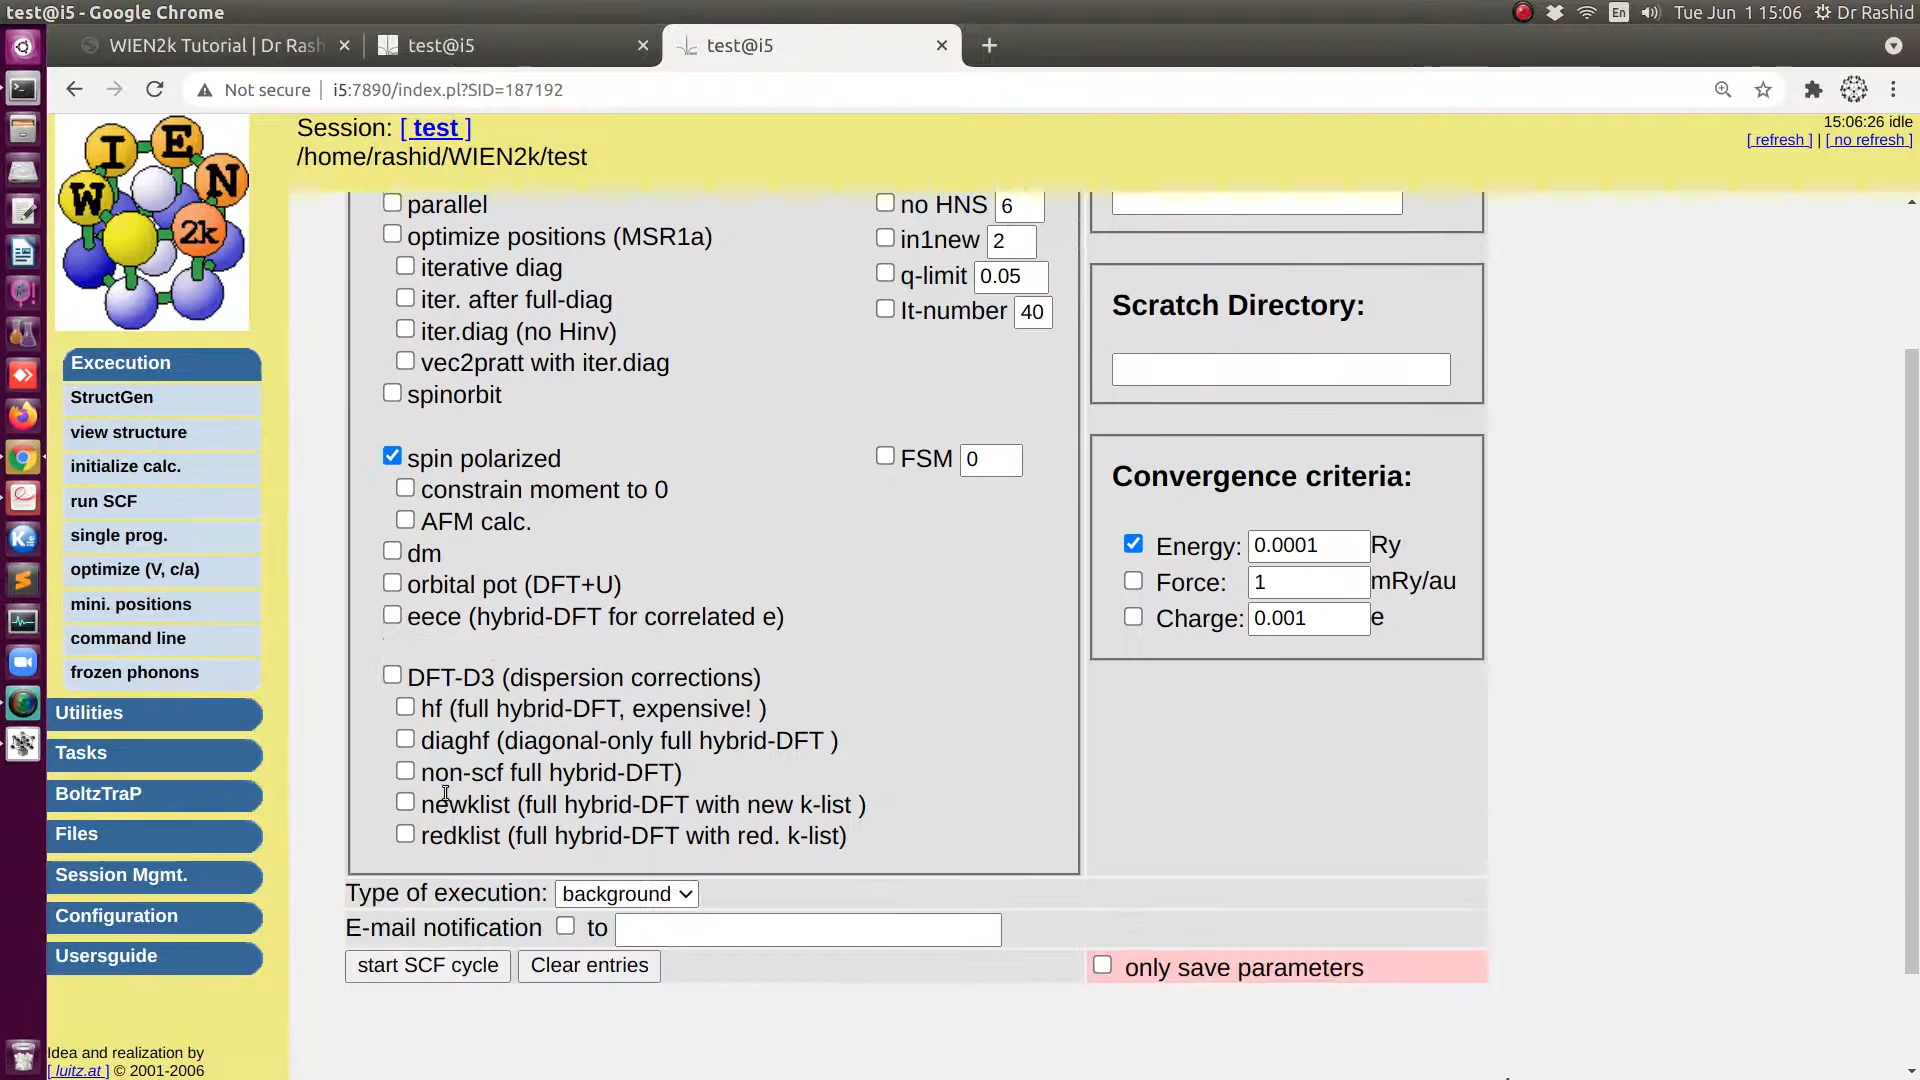 test@i5 - Google Chrome
En
Tue Jun 1 15:06
Dr Rashid
WIEN2k Tutorial | Dr Rash
test@i5
test@i5
Not secure
i5:7890/index.pl?SID=187192
WIEN
2k
Session: [ test ]
/home/rashid/WIEN2k/test
15:06:26 idle
[ refresh ] | [ no refresh ]
Excecution
StructGen
view structure
initialize calc.
run SCF
single prog.
optimize (V, c/a)
mini. positions
command line
frozen phonons
Utilities
Tasks
BoltzTraP
Files
Session Mgmt.
Configuration
Usersguide
Idea and realization by
[ luitz.at ] © 2001-2006
parallel
optimize positions (MSR1a)
iterative diag
iter. after full-diag
iter.diag (no Hinv)
vec2pratt with iter.diag
spinorbit
no HNS 6
in1new 2
q-limit 0.05
It-number 40
spin polarized
FSM 0
constrain moment to 0
AFM calc.
dm
orbital pot (DFT+U)
eece (hybrid-DFT for correlated e)
DFT-D3 (dispersion corrections)
hf (full hybrid-DFT, expensive! )
diaghf (diagonal-only full hybrid-DFT )
non-scf full hybrid-DFT)
newklist (full hybrid-DFT with new k-list )
redklist (full hybrid-DFT with red. k-list)
Scratch Directory:
Convergence criteria:
Energy: 0.0001 Ry
Force: 1 mRy/au
Charge: 0.001 e
Type of execution: background
E-mail notification to
start SCF cycle
Clear entries
only save parameters